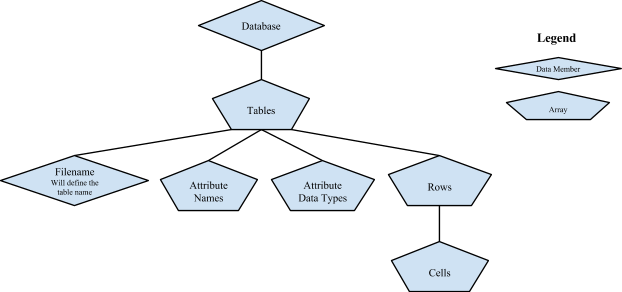 Database
Legend
Data Member
Array
Tables
Filename
Will define the
table name
Attribute
Names
Attribute
Data Types
Rows
Cells